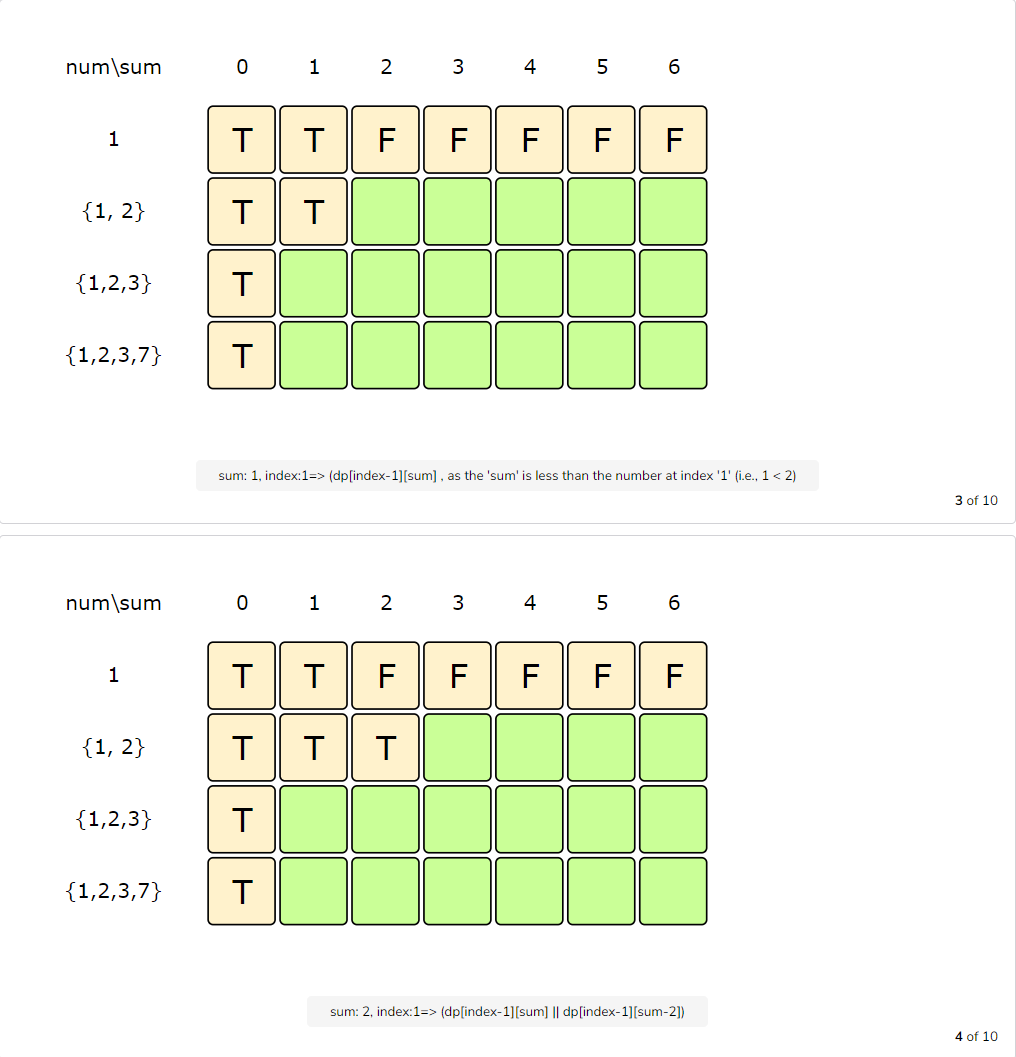 num\sum 0 1 2 3 4 5 6
1 T T F F F F F
{1, 2} T T
{1,2,3} T
{1,2,3,7} T
sum: 1, index:1=> (dp[index-1][sum] , as the 'sum' is less than the number at index '1' (i.e., 1 < 2)
3 of 10
num\sum 0 1 2 3 4 5 6
1 T T F F F F F
{1, 2} T T T
{1,2,3} T
{1,2,3,7} T
sum: 2, index:1=> (dp[index-1][sum] || dp[index-1][sum-2])
4 of 10